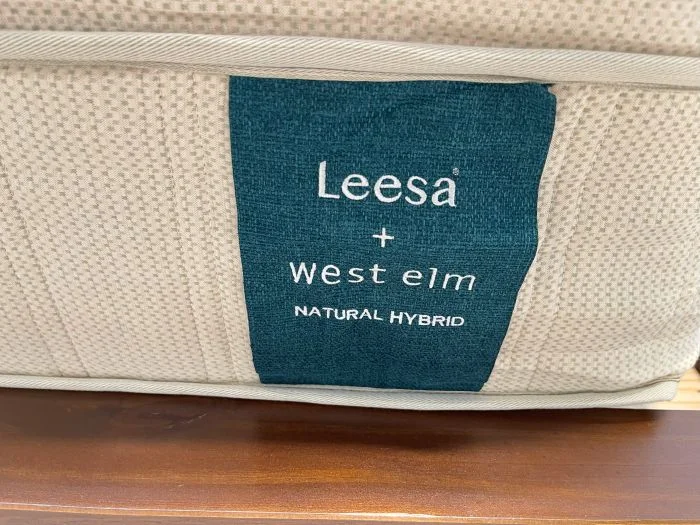 Leesa®
+
west elm
NATURAL HYBRID